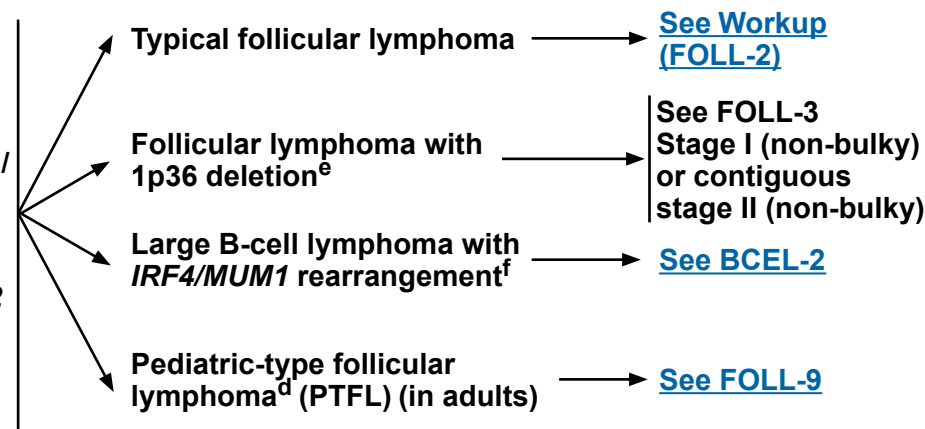 Typical follicular lymphoma
See Workup
(FOLL-2)
Follicular lymphoma with
1p36 deletione
See FOLL-3
Stage I (non-bulky)
or contiguous
stage II (non-bulky)
Large B-cell lymphoma with
IRF4/MUM1 rearrangementf
See BCEL-2
Pediatric-type follicular
lymphomad (PTFL) (in adults)
See FOLL-9